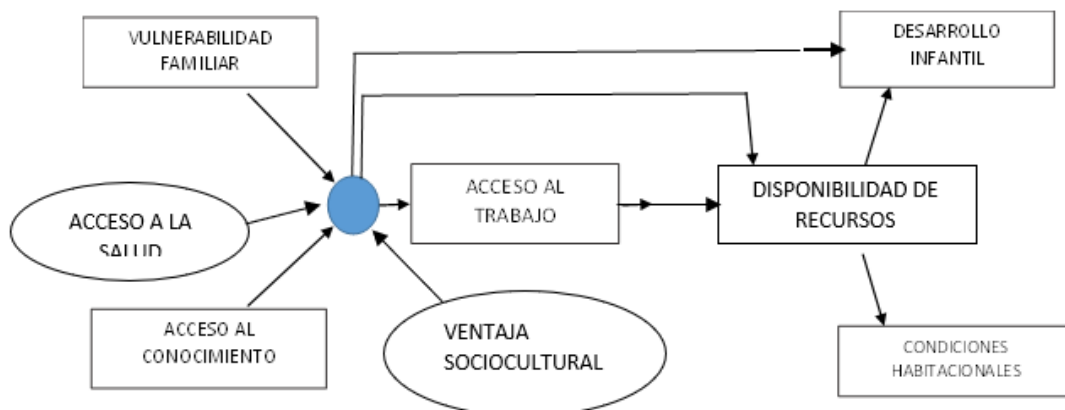 VULNERABILIDAD
FAMILIAR
DESARROLLO
INFANTIL
ACCESO AL
TRABAJO
DISPONIBILIDAD DE
RECURSOS
ACCESO A LA
SALUD
ACCESO AL
CONOCIMIENTO
VENTAJA
SOCIOCULTURAL
CONDICIONES
HABITACIONALES